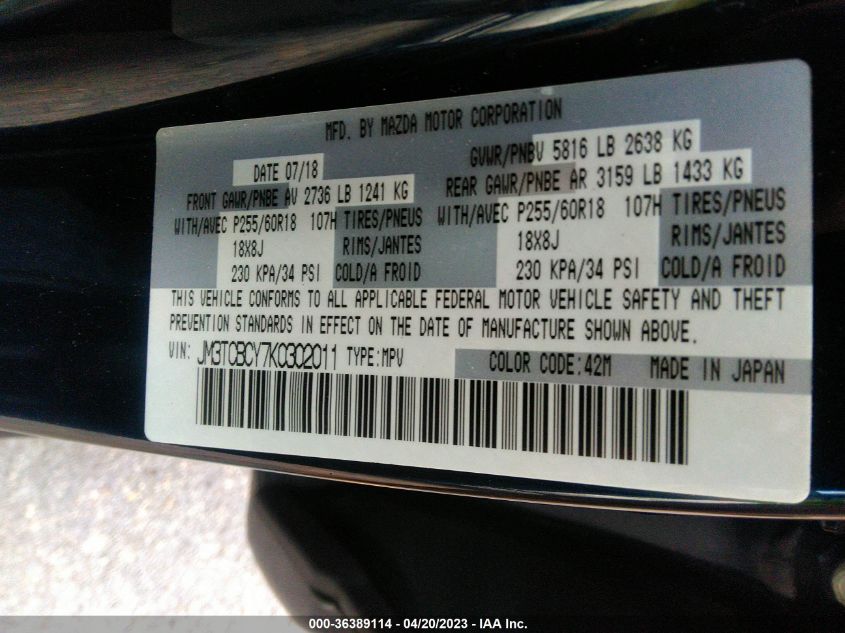 MFD. BY MAZDA MOTOR CORPORATION
DATE 07/18 GVWR/PNBV 5816 LB 2638 KG
FRONT GAWR/PNBE AV 2736 LB 1241 KG REAR GAWR/PNBE AR 3159 LB 1433 KG
WITH/AVEC P255/60R18 107H TIRES/PNEUS WITH/AVEC P255/60R18 107H TIRES/PNEUS
18X8J RIMS/JANTES 18X8J RIMS/JANTES
230 KPA/34 PSI COLD/A FROID 230 KPA/34 PSI COLD/A FROID
THIS VEHICLE CONFORMS TO ALL APPLICABLE FEDERAL MOTOR VEHICLE SAFETY AND THEFT
PREVENTION STANDARDS IN EFFECT ON THE DATE OF MANUFACTURE SHOWN ABOVE.
VIN: JM3TCBCY7K0302011 TYPE:MPV COLOR CODE:42M MADE IN JAPAN
000-36389114 - 04/20/2023 - IAA Inc.